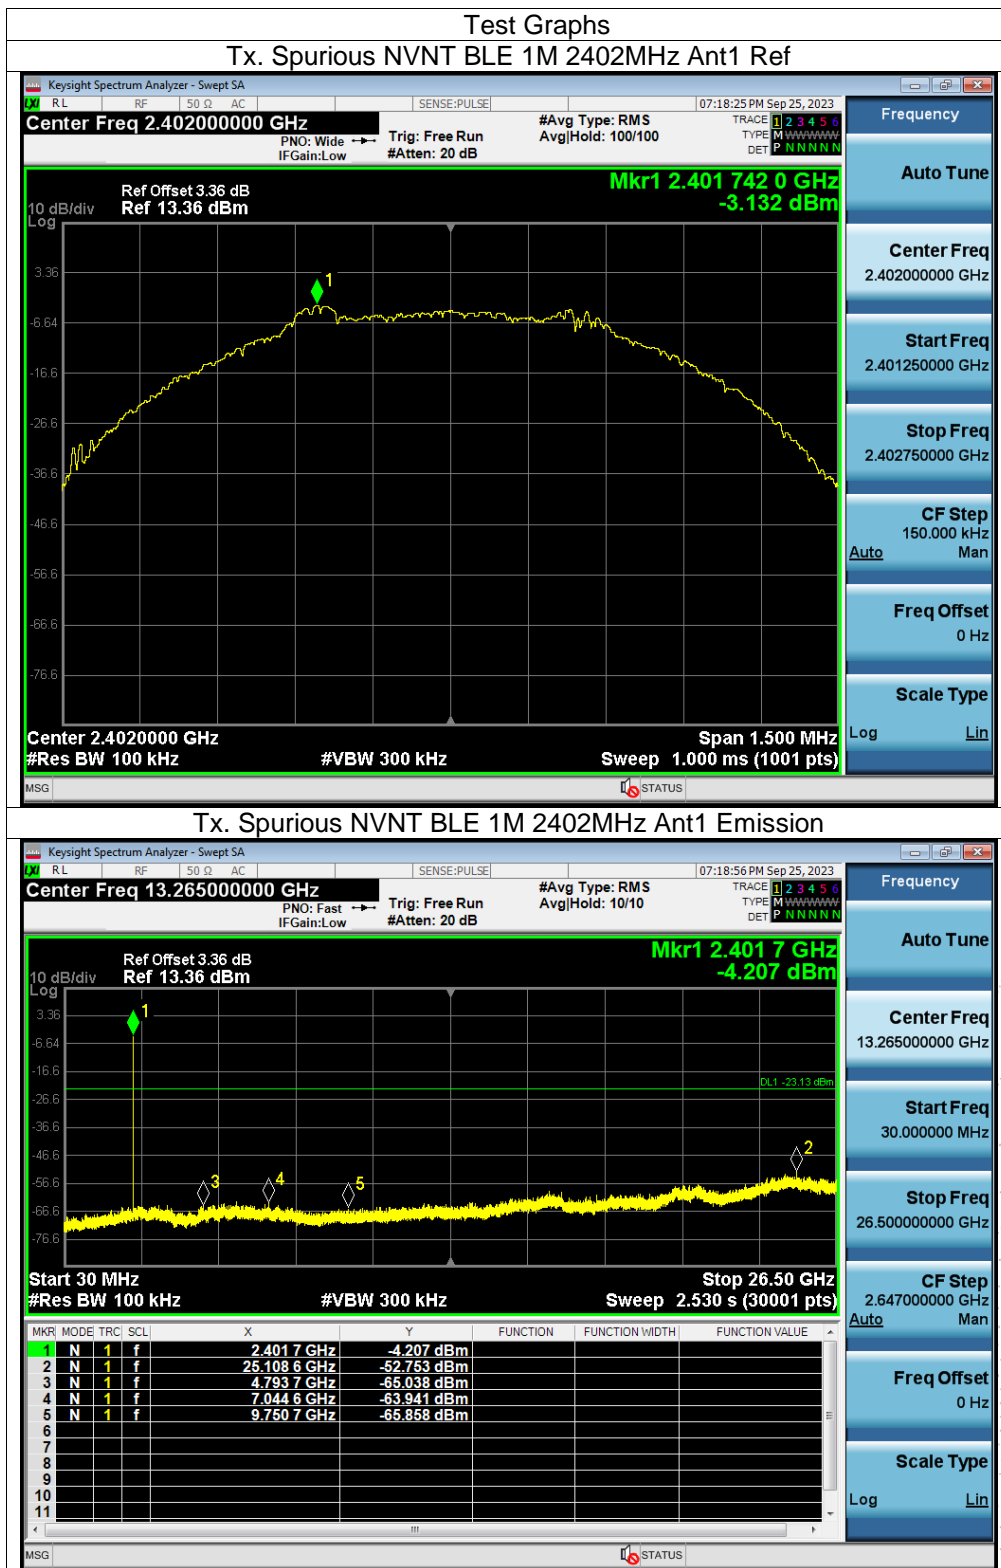 Test Graphs
Tx. Spurious NVNT BLE 1M 2402MHz Ant1 Ref
Keysight Spectrum Analyzer - Swept SA
LXI RL RF 50 Ω AC SENSE:PULSE 07:18:25 PM Sep 25, 2023
Center Freq 2.402000000 GHz
PNO: Wide
IFGain:Low
Trig: Free Run
#Atten: 20 dB
#Avg Type: RMS
Avg|Hold: 100/100
TRACE 1 2 3 4 5 6
TYPE M WWWWW
DET P N N N N N
Mkr1 2.401 742 0 GHz
-3.132 dBm
Ref Offset 3.36 dB
10 dB/div Ref 13.36 dBm
Log
1
3.36
-6.64
-16.6
-26.6
-36.6
-46.6
-56.6
-66.6
-76.6
Center 2.4020000 GHz Span 1.500 MHz
#Res BW 100 kHz #VBW 300 kHz Sweep 1.000 ms (1001 pts)
MSG STATUS
Frequency
Auto Tune
Center Freq
2.402000000 GHz
Start Freq
2.401250000 GHz
Stop Freq
2.402750000 GHz
CF Step
150.000 kHz
Auto Man
Freq Offset
0 Hz
Scale Type
Log Lin
Tx. Spurious NVNT BLE 1M 2402MHz Ant1 Emission
Keysight Spectrum Analyzer - Swept SA
LXI RL RF 50 Ω AC SENSE:PULSE 07:18:56 PM Sep 25, 2023
Center Freq 13.265000000 GHz
PNO: Fast
IFGain:Low
Trig: Free Run
#Atten: 20 dB
#Avg Type: RMS
Avg|Hold: 10/10
TRACE 1 2 3 4 5 6
TYPE M WWWWW
DET P N N N N N
Mkr1 2.401 7 GHz
-4.207 dBm
Ref Offset 3.36 dB
10 dB/div Ref 13.36 dBm
Log
3.36
-6.64
-16.6
-26.6
-36.6
-46.6
-56.6
-66.6
-76.6
1
DL1 -23.13 dBm
2
3
4
5
Start 30 MHz Stop 26.50 GHz
#Res BW 100 kHz #VBW 300 kHz Sweep 2.530 s (30001 pts)
MKR MODE TRC SCL X Y FUNCTION FUNCTION WIDTH FUNCTION VALUE
1 N 1 f 2.401 7 GHz -4.207 dBm
2 N 1 f 25.108 6 GHz -52.753 dBm
3 N 1 f 4.793 7 GHz -65.038 dBm
4 N 1 f 7.044 6 GHz -63.941 dBm
5 N 1 f 9.750 7 GHz -65.858 dBm
6
7
8
9
10
11
MSG STATUS
Frequency
Auto Tune
Center Freq
13.265000000 GHz
Start Freq
30.000000 MHz
Stop Freq
26.500000000 GHz
CF Step
2.647000000 GHz
Auto Man
Freq Offset
0 Hz
Scale Type
Log Lin